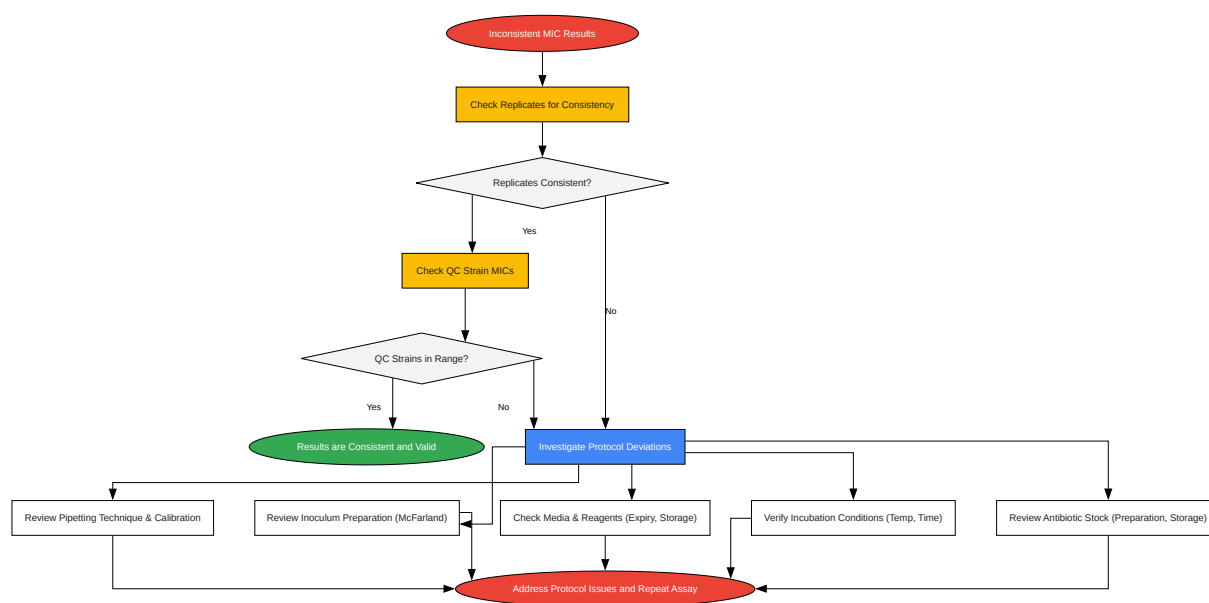 Inconsistent MIC Results
Check Replicates for Consistency
Replicates Consistent?
Yes
Check QC Strain MICs
No
QC Strains in Range?
Yes
No
Results are Consistent and Valid
Investigate Protocol Deviations
Review Pipetting Technique & Calibration
Review Inoculum Preparation (McFarland)
Check Media & Reagents (Expiry, Storage)
Verify Incubation Conditions (Temp, Time)
Review Antibiotic Stock (Preparation, Storage)
Address Protocol Issues and Repeat Assay